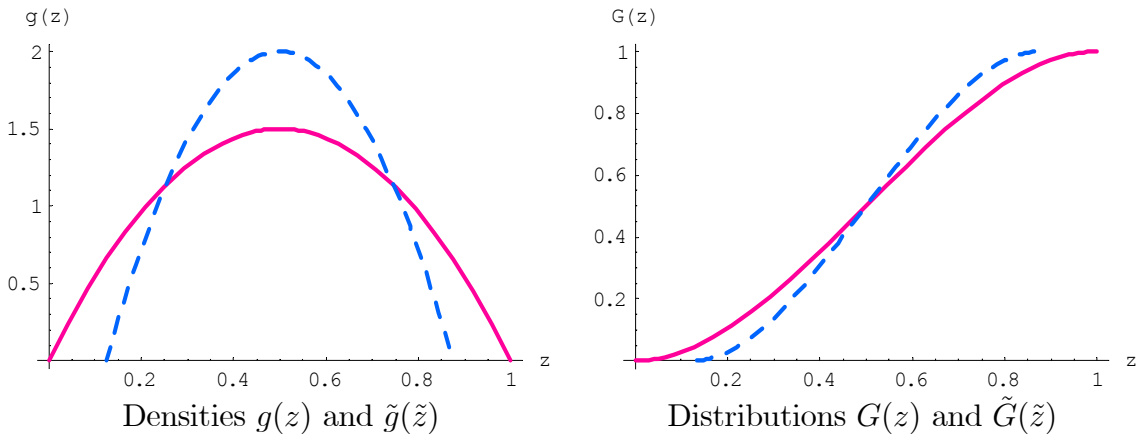 g(z)
2
1.5
1
0.5
0.2 0.4 0.6 0.8 1 z
Densities g(z) and g̃(z̃)
G(z)
1
0.8
0.6
0.4
0.2
0.2 0.4 0.6 0.8 1 z
Distributions G(z) and G̃(z̃)